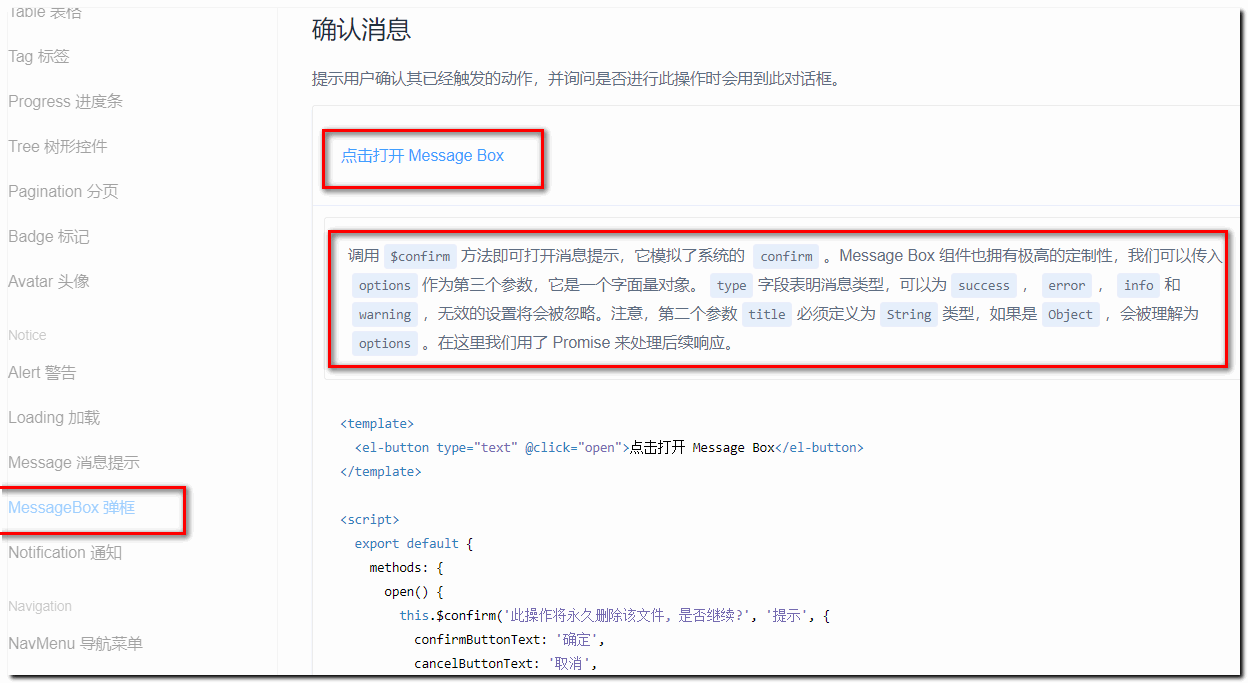 Table 表格
Tag 标签
Progress 进度条
Tree 树形控件
Pagination 分页
Badge 标记
Avatar 头像
Notice
Alert 警告
Loading 加载
Message 消息提示
MessageBox 弹框
Notification 通知
Navigation
NavMenu 导航菜单
确认消息
提示用户确认其已经触发的动作，并询问是否进行此操作时会用到此对话框。
点击打开 Message Box
调用 $confirm 方法即可打开消息提示，它模拟了系统的 confirm 。Message Box 组件也拥有极高的定制性，我们可以传入
options 作为第三个参数，它是一个字面量对象。 type 字段表明消息类型，可以为 success ， error ， info 和
warning ，无效的设置将会被忽略。注意，第二个参数 title 必须定义为 String 类型，如果是 Object ，会被理解为
options 。在这里我们用了 Promise 来处理后续响应。
<template>
<el-button type="text" @click="open">点击打开 Message Box</el-button>
</template>
<script>
export default {
methods: {
open() {
this.$confirm('此操作将永久删除该文件, 是否继续?', '提示', {
confirmButtonText: '确定',
cancelButtonText: '取消',